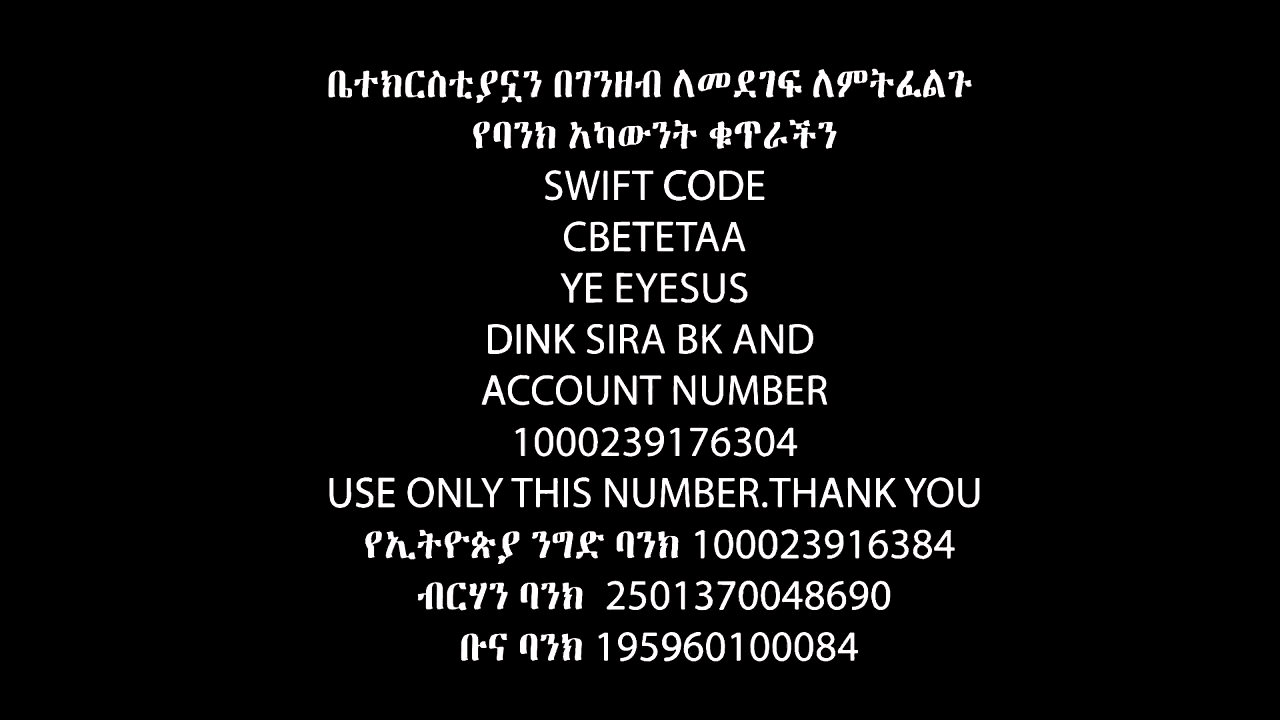 ቤተክርስቲያኗን በገንዘብ ለመደገፍ ለምትፈልጉ
የባንክ አካውንት ቁጥራችን
SWIFT CODE
CBETETAA
YE EYESUS
DINK SIRA BK AND
ACCOUNT NUMBER
1000239176304
USE ONLY THIS NUMBER.THANK YOU
የኢትዮጵያ ንግድ ባንክ 100023916384
ብርሃን ባንክ 2501370048690
ቡና ባንክ 195960100084